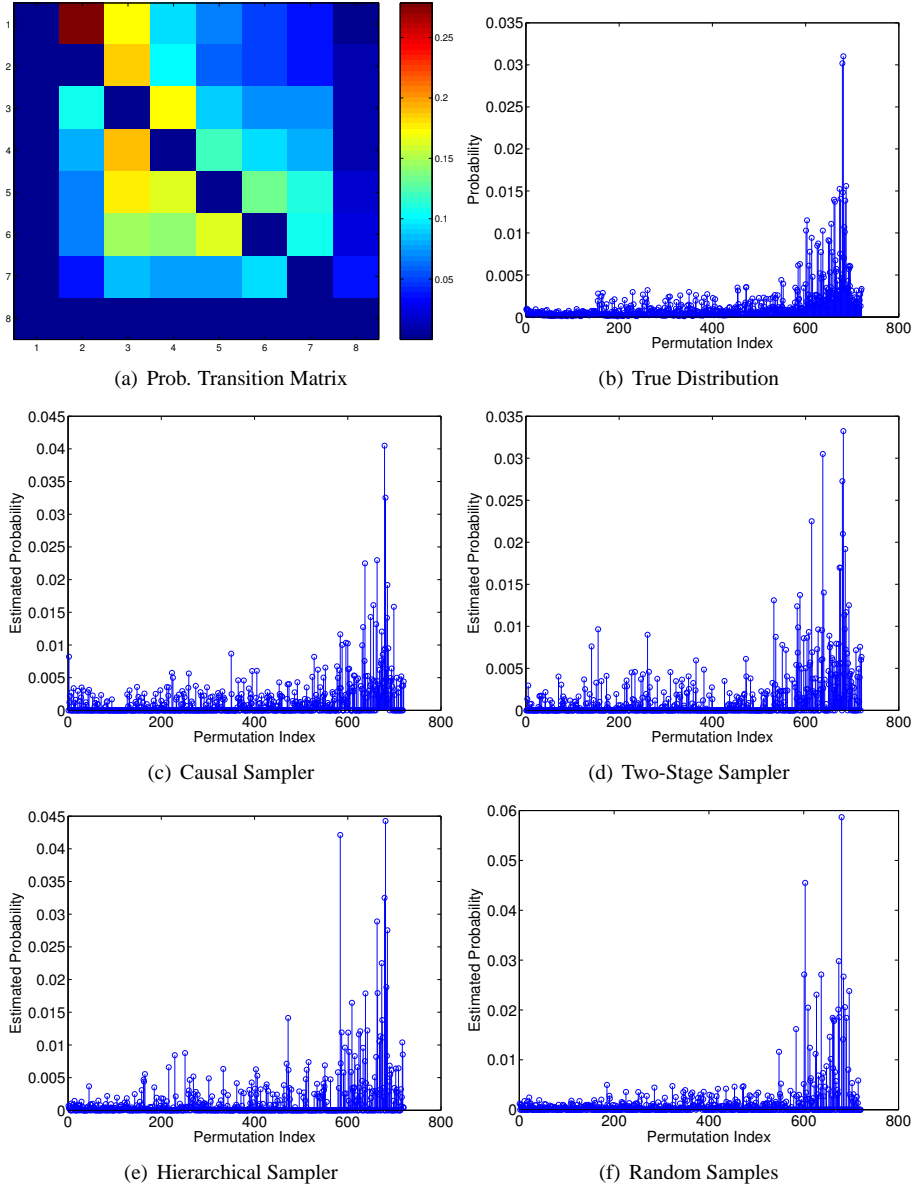 1
2
3
4
5
6
7
8
1 2 3 4 5 6 7 8
0.25
0.2
0.15
0.1
0.05
(a) Prob. Transition Matrix
0.035
0.03
0.025
0.02
0.015
0.01
0.005
0
Probability
0 200 400 600 800
Permutation Index
(b) True Distribution
0.045
0.04
0.035
0.03
0.025
0.02
0.015
0.01
0.005
0
Estimated Probability
0 200 400 600 800
Permutation Index
(c) Causal Sampler
0.035
0.03
0.025
0.02
0.015
0.01
0.005
0
Estimated Probability
0 200 400 600 800
Permutation Index
(d) Two-Stage Sampler
0.045
0.04
0.035
0.03
0.025
0.02
0.015
0.01
0.005
0
Estimated Probability
0 200 400 600 800
Permutation Index
(e) Hierarchical Sampler
0.06
0.05
0.04
0.03
0.02
0.01
0
Estimated Probability
0 200 400 600 800
Permutation Index
(f) Random Samples